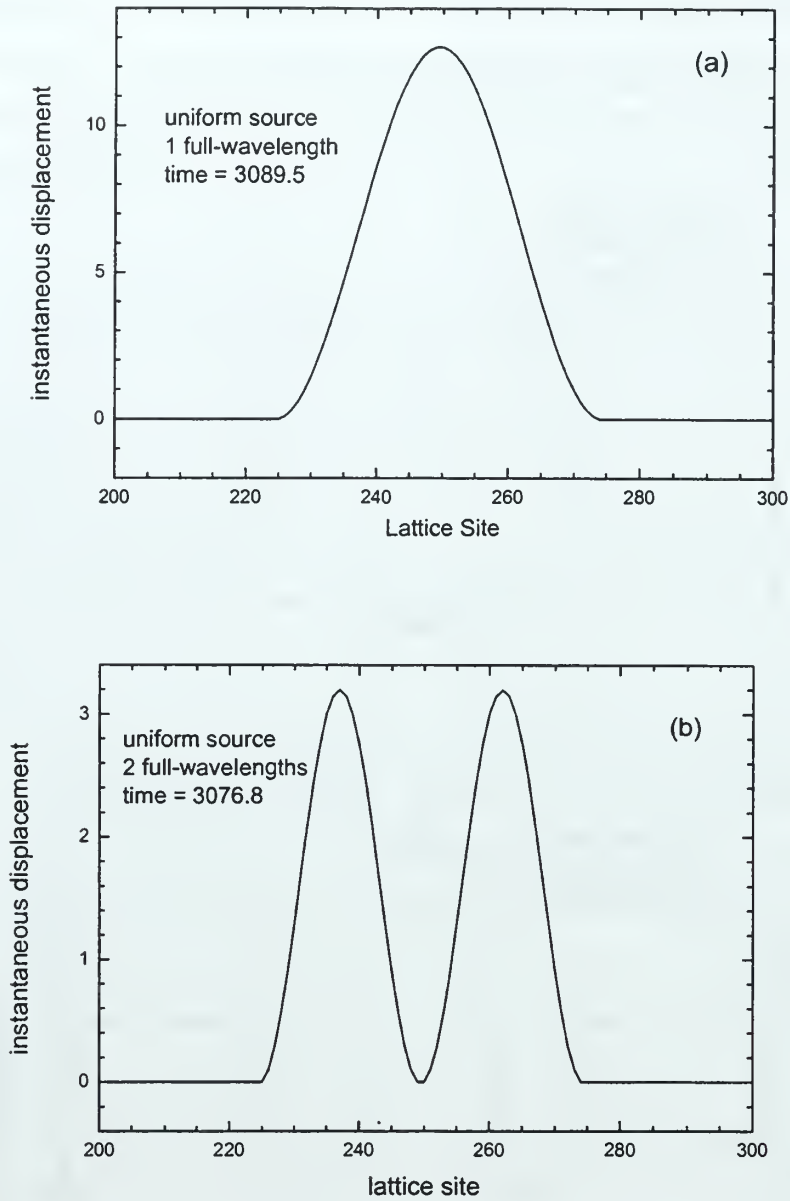 (a)
uniform source
1 full-wavelength
time = 3089.5
instantaneous displacement
10
5
0
200 220 240 260 280 300
Lattice Site
(b)
uniform source
2 full-wavelengths
time = 3076.8
instantaneous displacement
3
2
1
0
200 220 240 260 280 300
lattice site